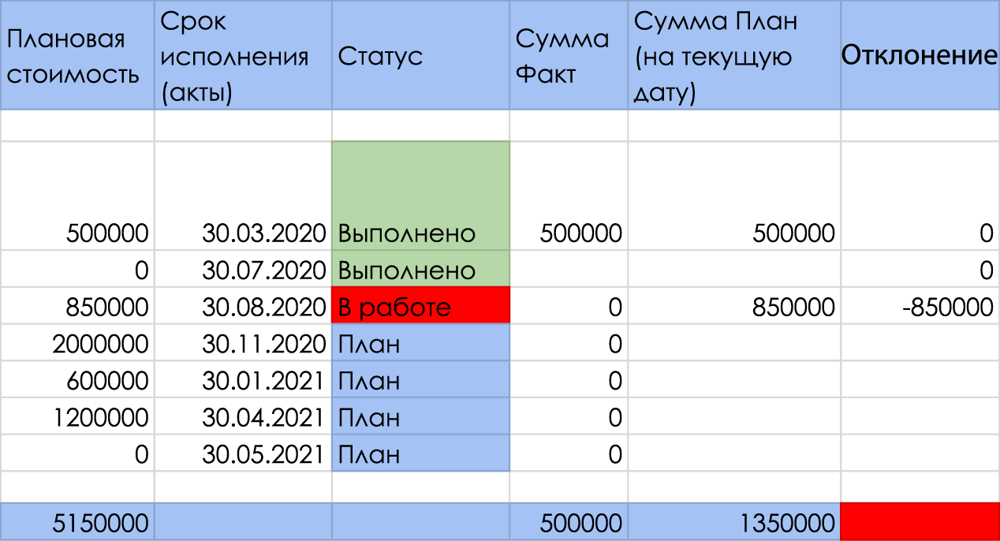 Плановая стоимость | Срок исполнения (акты) | Статус | Сумма Факт | Сумма План (на текущую дату) | Отклонение
500000 | 30.03.2020 | Выполнено | 500000 | 500000 | 0
0 | 30.07.2020 | Выполнено | | | 0
850000 | 30.08.2020 | В работе | 0 | 850000 | -850000
2000000 | 30.11.2020 | План | 0
600000 | 30.01.2021 | План | 0
1200000 | 30.04.2021 | План | 0
0 | 30.05.2021 | План | 0
5150000 | | | 500000 | 1350000